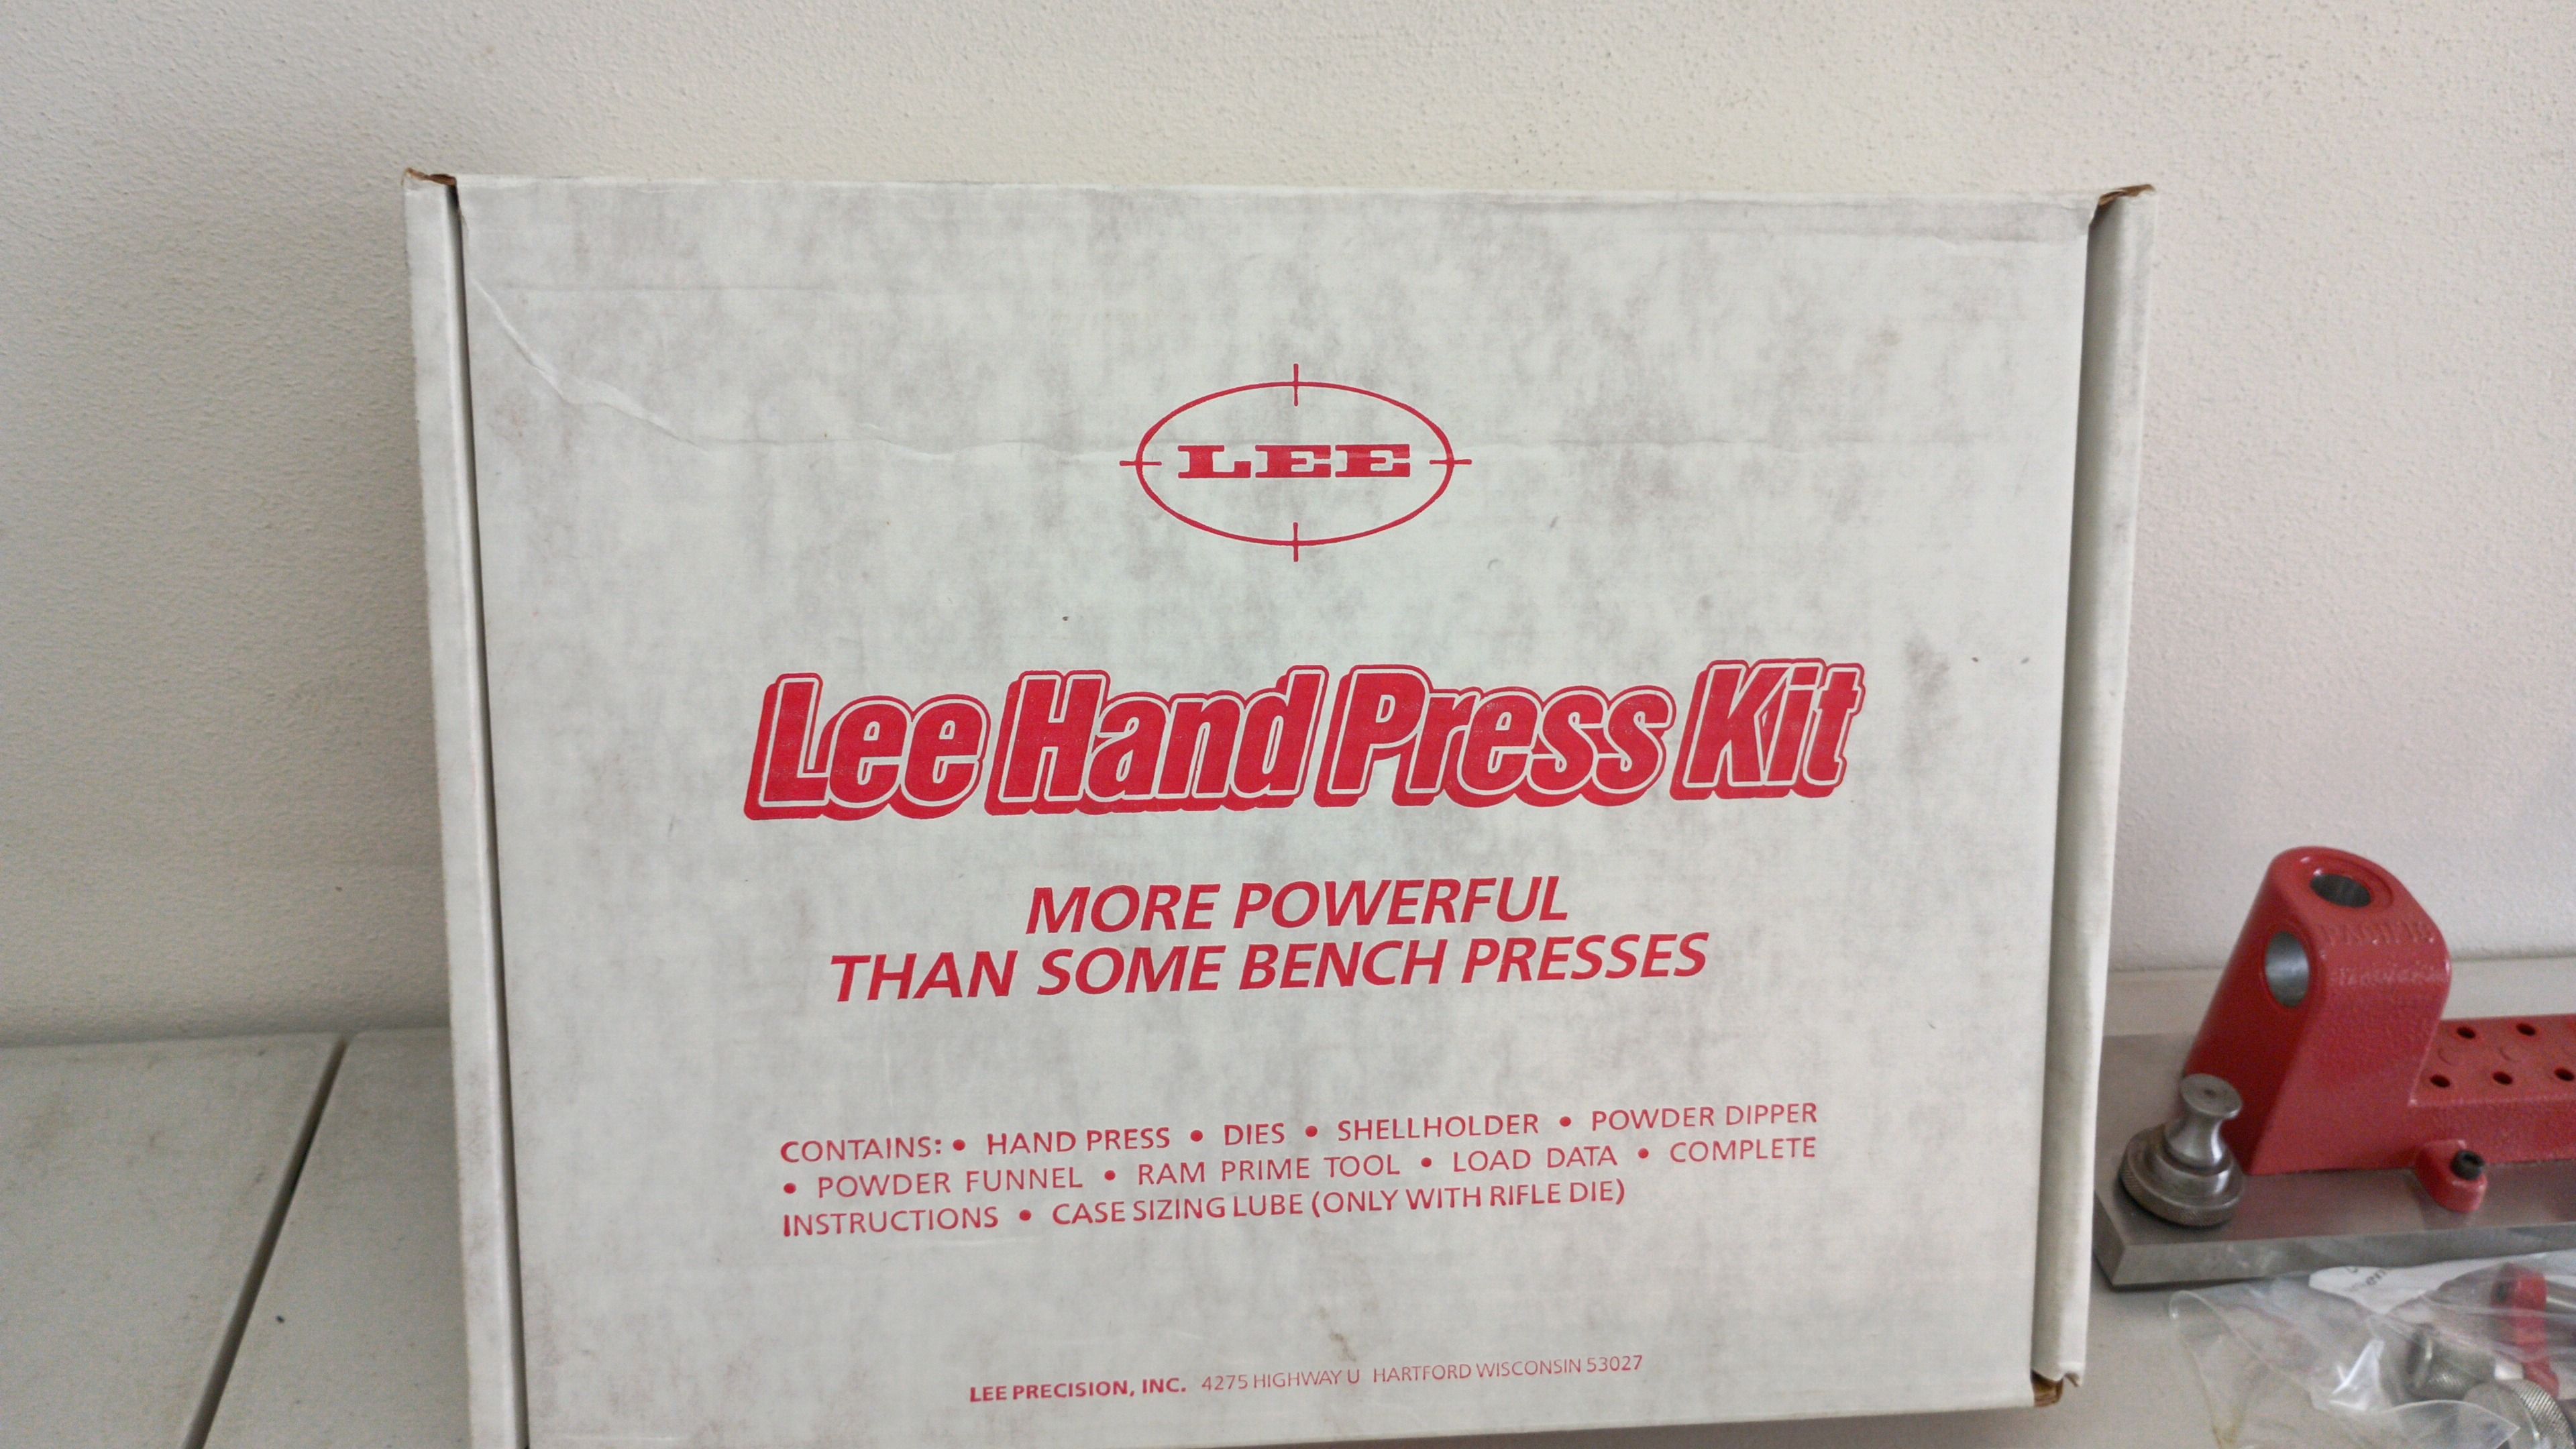 LEE
Lee Hand Press Kit
MORE POWERFUL
THAN SOME BENCH PRESSES
CONTAINS: • HAND PRESS • DIES • SHELLHOLDER • POWDER DIPPER
• POWDER FUNNEL • RAM PRIME TOOL • LOAD DATA • COMPLETE
INSTRUCTIONS • CASE SIZING LUBE (ONLY WITH RIFLE DIE)
LEE PRECISION, INC. 4275 HIGHWAY U HARTFORD WISCONSIN 53027